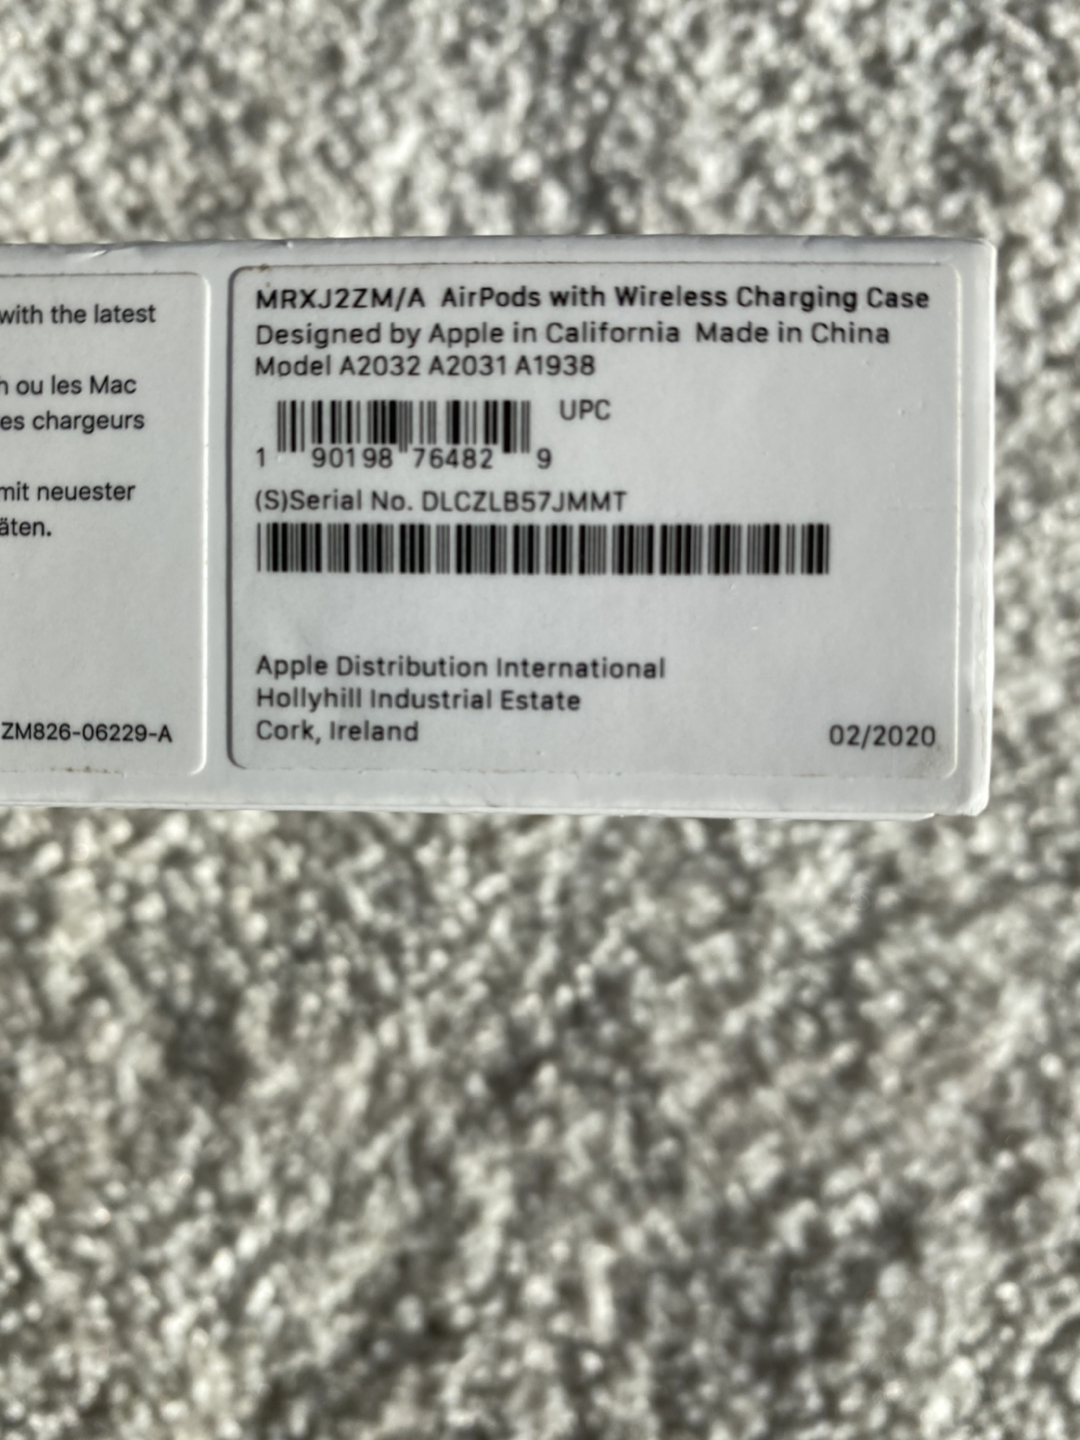 with the latest
h ou les Mac
es chargeurs
mit neuester
äten.
ZM826-06229-A
MRXJ2ZM/A AirPods with Wireless Charging Case
Designed by Apple in California Made in China
Model A2032 A2031 A1938
UPC
1 90198 76482 9
(S)Serial No. DLCZLB57JMMT
Apple Distribution International
Hollyhill Industrial Estate
Cork, Ireland
02/2020